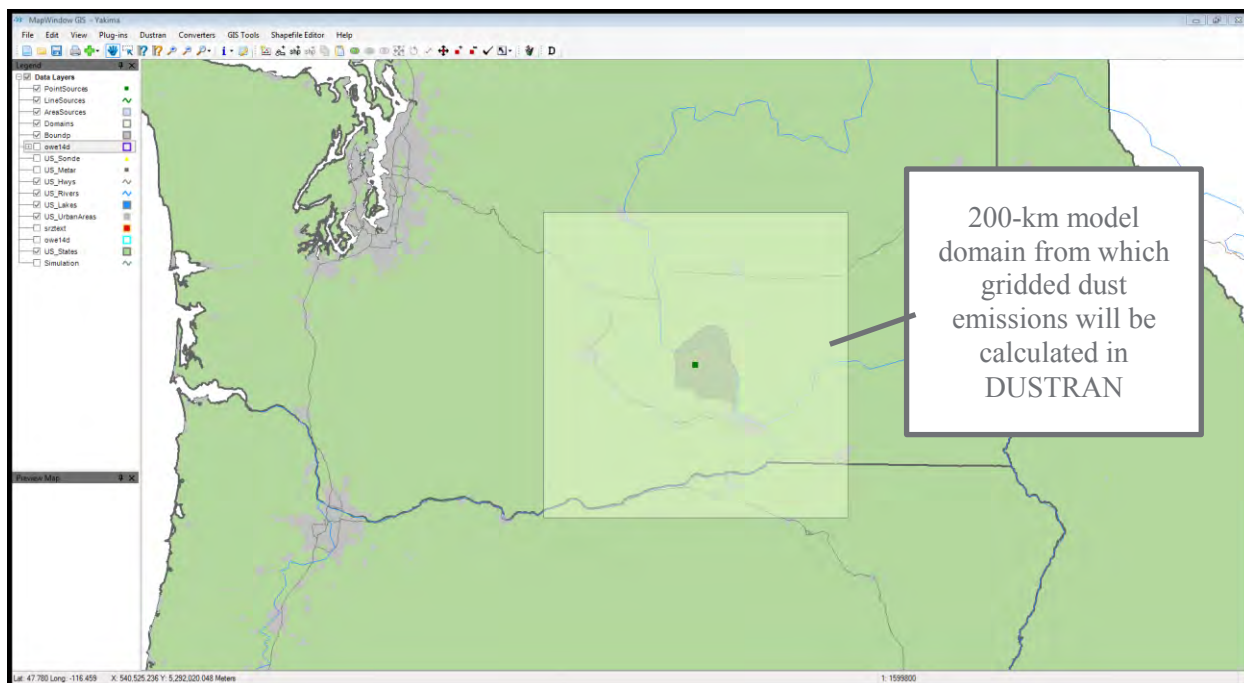 MapWindow GIS - Yakima
File Edit View Plug-ins Dustran Converters GIS Tools Shapefile Editor Help
D
Legend
Data Layers
PointSources
LineSources
AreaSources
Domains
Boundp
owe14d
US_Sonde
US_Metar
US_Hwys
US_Rivers
US_Lakes
US_UrbanAreas
srztext
owe14d
US_States
Simulation
Preview Map
200-km model
domain from which
gridded dust
emissions will be
calculated in
DUSTRAN
Lat: 47.780 Long: -116.459 X: 540,525.236 Y: 5,292,020.048 Meters 1: 1599800